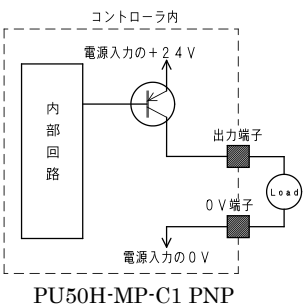 コントローラ内
電源入力の+24V
内部回路
出力端子
Load
0V端子
電源入力の0V
PU50H-MP-C1 PNP